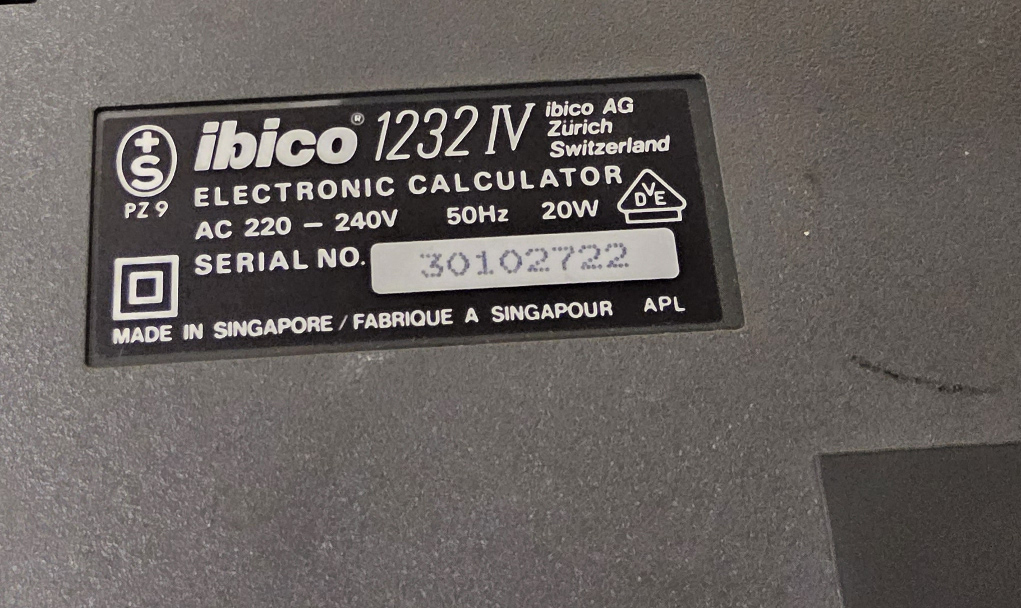 ibico® 1232 IV ibico AG
Zürich
Switzerland
+S
PZ 9
ELECTRONIC CALCULATOR
DVE
AC 220 – 240V 50Hz 20W
SERIAL NO. 30102722
MADE IN SINGAPORE / FABRIQUE A SINGAPOUR APL